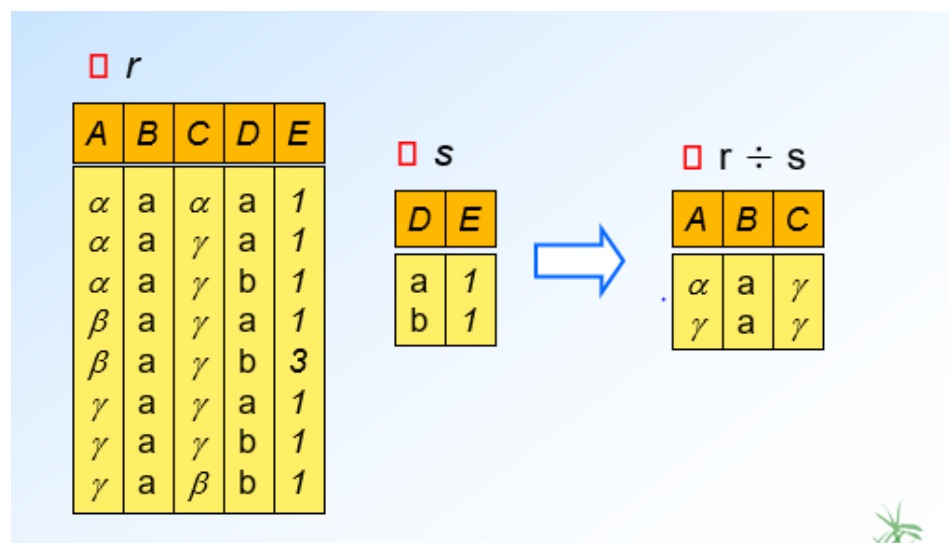 r
A B C D E
α a α a 1
α a γ a 1
α a γ b 1
β a γ a 1
β a γ b 3
γ a γ a 1
γ a γ b 1
γ a β b 1
s
D E
a 1
b 1
r ÷ s
A B C
α a γ
γ a γ